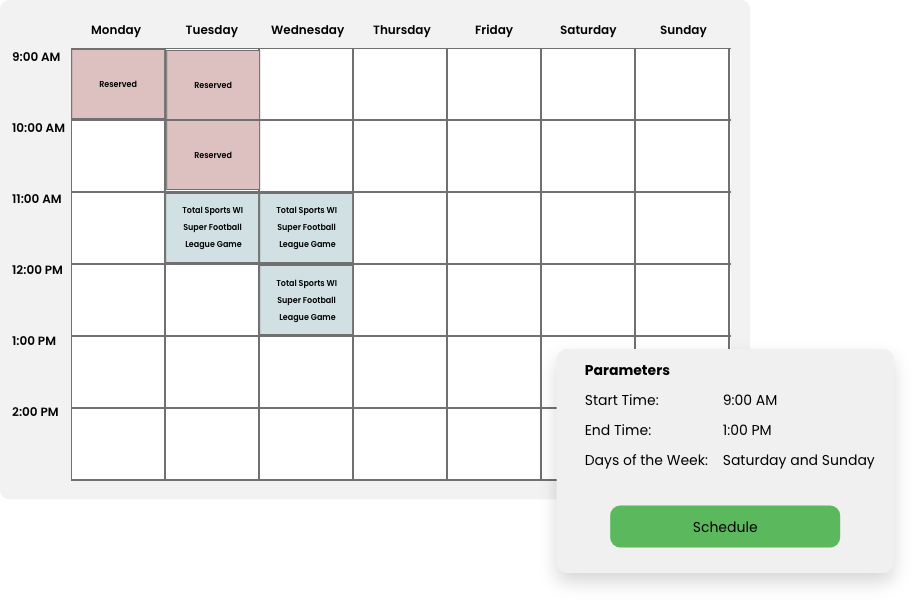 Monday Tuesday Wednesday Thursday Friday Saturday Sunday
9:00 AM
Reserved Reserved
10:00 AM
Reserved
11:00 AM
Total Sports WI Total Sports WI
Super Football Super Football
League Game League Game
12:00 PM
Total Sports WI
Super Football
League Game
1:00 PM
Parameters
Start Time: 9:00 AM
2:00 PM
End Time: 1:00 PM
Days of the Week: Saturday and Sunday
Schedule